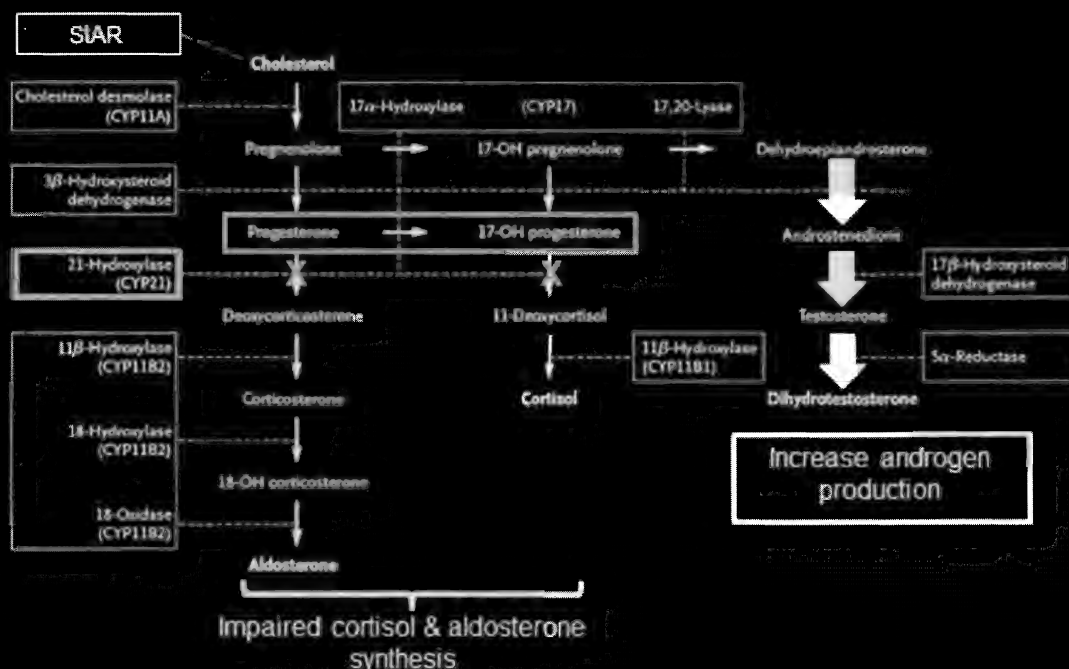 StAR
Cholesterol
Cholesterol desmolase
(CYP11A)
17α-Hydroxylase (CYP17) 17,20-Lyase
Pregnenolone 17-OH pregnenolone Dehydroepiandrosterone
3β-Hydroxysteroid
dehydrogenase
Progesterone 17-OH progesterone Androstenedione
21-Hydroxylase
(CYP21)
17β-Hydroxysteroid
dehydrogenase
Deoxycorticosterone 11-Deoxycortisol Testosterone
11β-Hydroxylase
(CYP11B2)
11β-Hydroxylase
(CYP11B1)
5α-Reductase
Corticosterone Cortisol Dihydrotestosterone
18-Hydroxylase
(CYP11B2)
Increase androgen
production
18-OH corticosterone
18-Oxidase
(CYP11B2)
Aldosterone
Impaired cortisol & aldosterone
synthesis